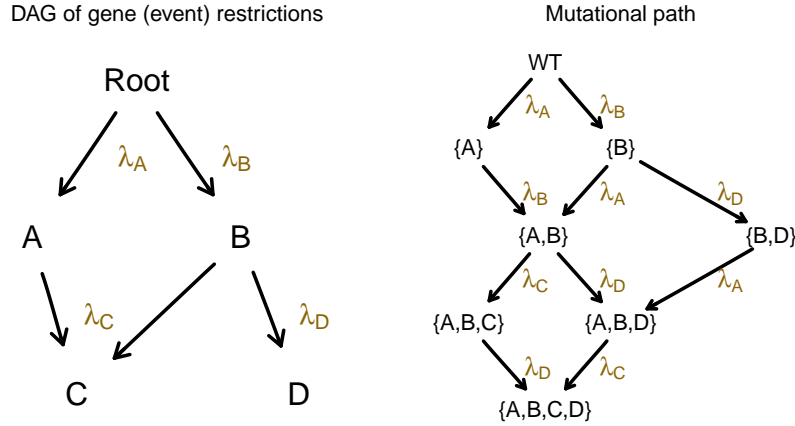 DAG of gene (event) restrictions
Root
λA
λB
A
B
λC
λD
C
D
Mutational path
WT
λA
λB
{A}
{B}
λB
λA
λD
{A,B}
{B,D}
λC
λD
λA
{A,B,C}
{A,B,D}
λD
λC
{A,B,C,D}